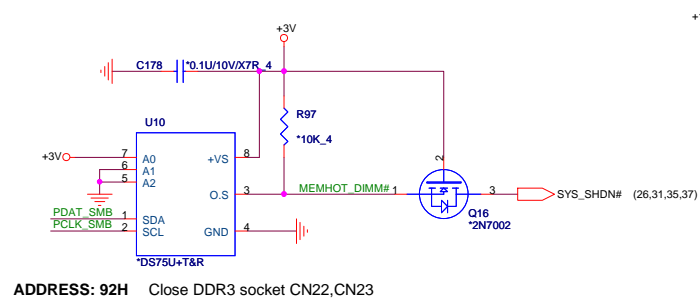 +3V
C178 *0.1U/10V/X7R_4
U10
R97
*10K_4
+3V 7 A0 +VS 8
6 A1
5 A2
O.S 3 MEMHOT_DIMM# 1 2 3 SYS_SHDN# (26,31,35,37)
PDAT_SMB 1 SDA
PCLK_SMB 2 SCL GND 4
Q16
*2N7002
*DS75U+T&R
ADDRESS: 92H Close DDR3 socket CN22,CN23